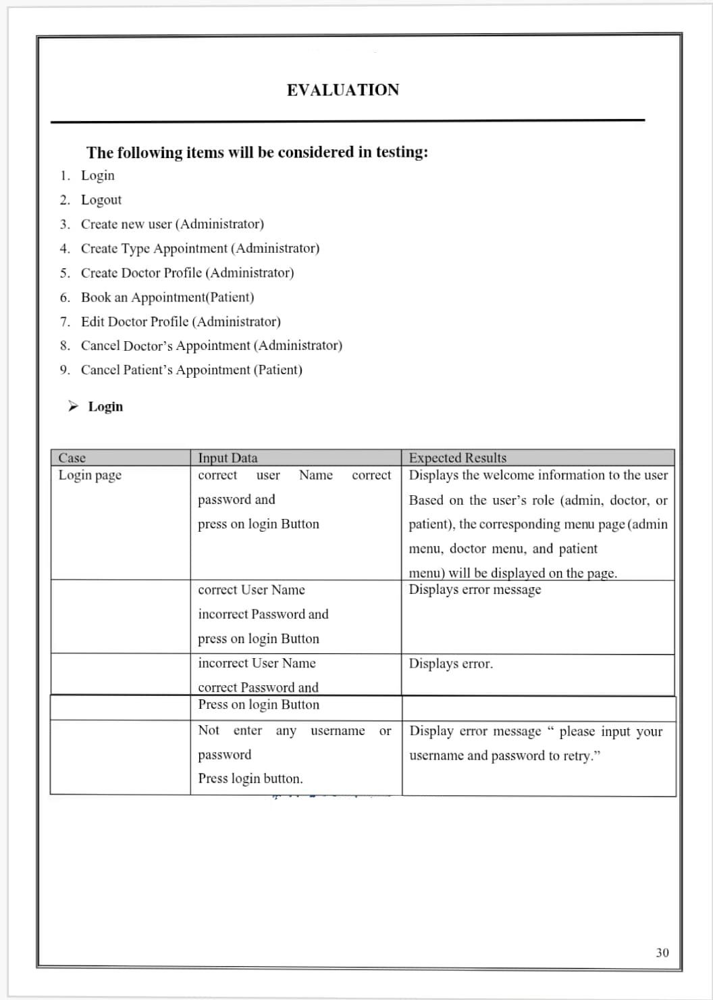 EVALUATION
The following items will be considered in testing:
1. Login
2. Logout
3. Create new user (Administrator)
4. Create Type Appointment (Administrator)
5. Create Doctor Profile (Administrator)
6. Book an Appointment(Patient)
7. Edit Doctor Profile (Administrator)
8. Cancel Doctor’s Appointment (Administrator)
9. Cancel Patient’s Appointment (Patient)
➢ Login
Case Input Data Expected Results
Login page
correct user Name correct
password and
press on login Button
Displays the welcome information to the user
Based on the user’s role (admin, doctor, or
patient), the corresponding menu page (admin
menu, doctor menu, and patient
menu) will be displayed on the page.
correct User Name
incorrect Password and
press on login Button
Displays error message
incorrect User Name
correct Password and
Displays error.
Press on login Button
Not enter any username or
password
Press login button.
Display error message “ please input your
username and password to retry.”
30